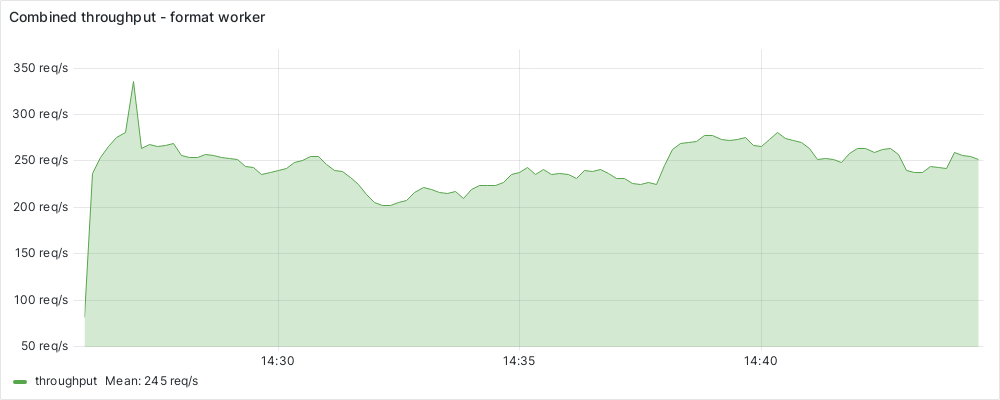 Combined throughput - format worker
350 req/s
300 req/s
250 req/s
200 req/s
150 req/s
100 req/s
50 req/s
14:30 14:35 14:40
throughput Mean: 245 req/s